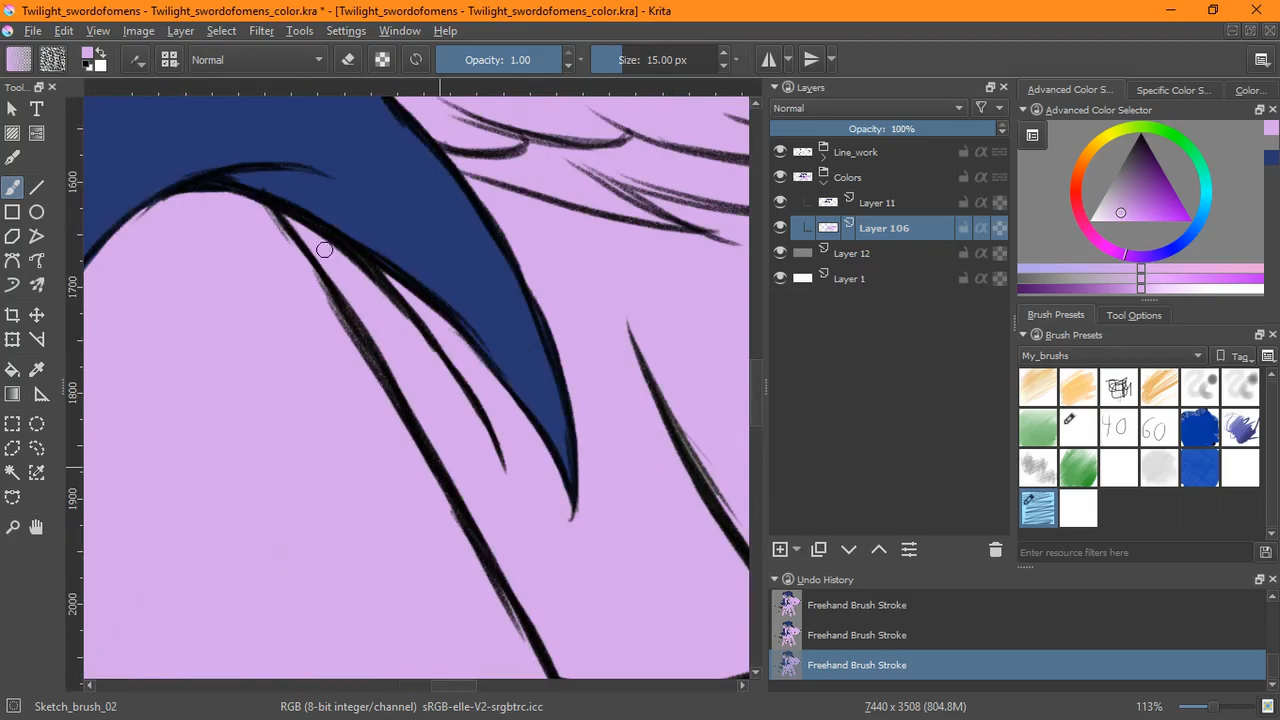 Twilight_swordofomens - Twilight_swordofomens_color.kra * - [Twilight_swordofomens - Twilight_swordofomens_color.kra] - Krita
File Edit View Image Layer Select Filter Tools Settings Window Help
Normal Opacity: 1.00 Size: 15.00 px
Tool...
1600
1700
1800
1900
2000
Layers
Normal
Opacity: 100%
Line_work
Colors
Layer 11
Layer 106
Layer 12
Layer 1
Undo History
Freehand Brush Stroke
Freehand Brush Stroke
Freehand Brush Stroke
Advanced Color S... Specific Color S... Color...
Advanced Color Selector
Brush Presets Tool Options
Brush Presets
My_brushs Tag
40 60
Enter resource filters here
Sketch_brush_02 RGB (8-bit integer/channel) sRGB-elle-V2-srgbtrc.icc 7440 x 3508 (804.8M) 113%